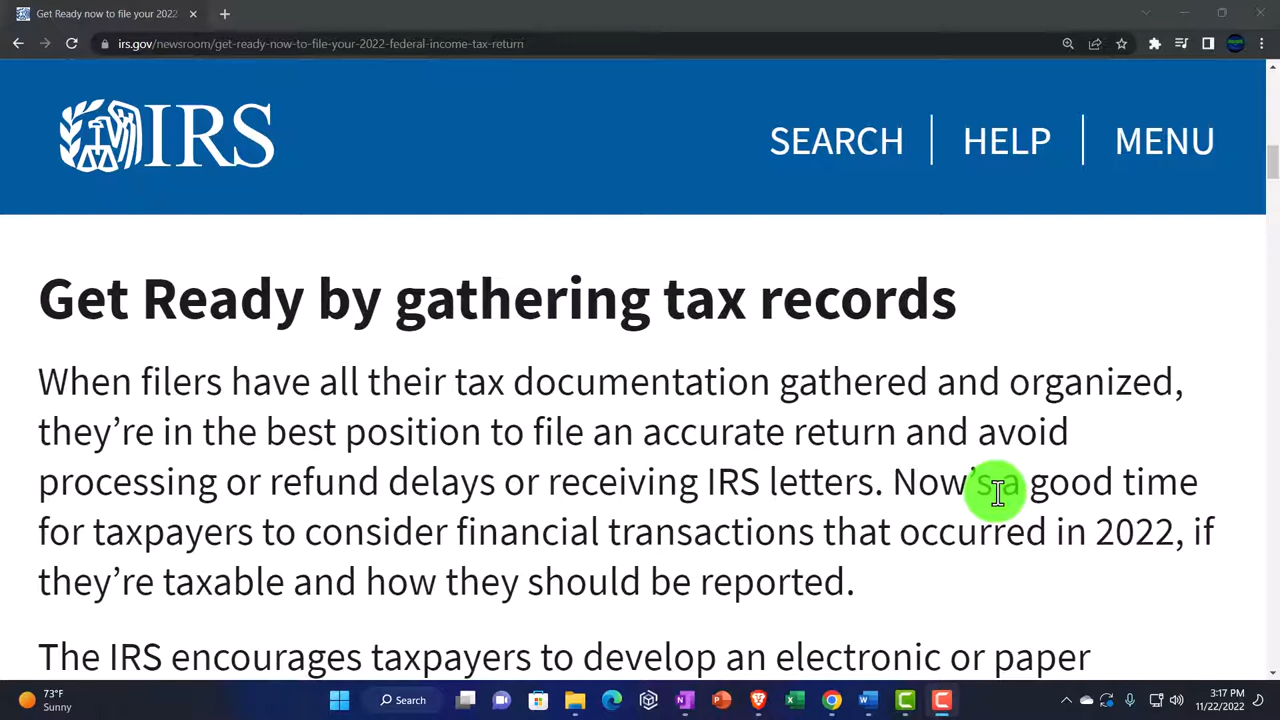 Get Ready now to file your 2022
irs.gov/newsroom/get-ready-now-to-file-your-2022-federal-income-tax-return
IRS
SEARCH
HELP
MENU
Get Ready by gathering tax records
When filers have all their tax documentation gathered and organized,
they’re in the best position to file an accurate return and avoid
processing or refund delays or receiving IRS letters. Now’s a good time
for taxpayers to consider financial transactions that occurred in 2022, if
they’re taxable and how they should be reported.
The IRS encourages taxpayers to develop an electronic or paper
73°F
Sunny
Search
3:17 PM
11/22/2022